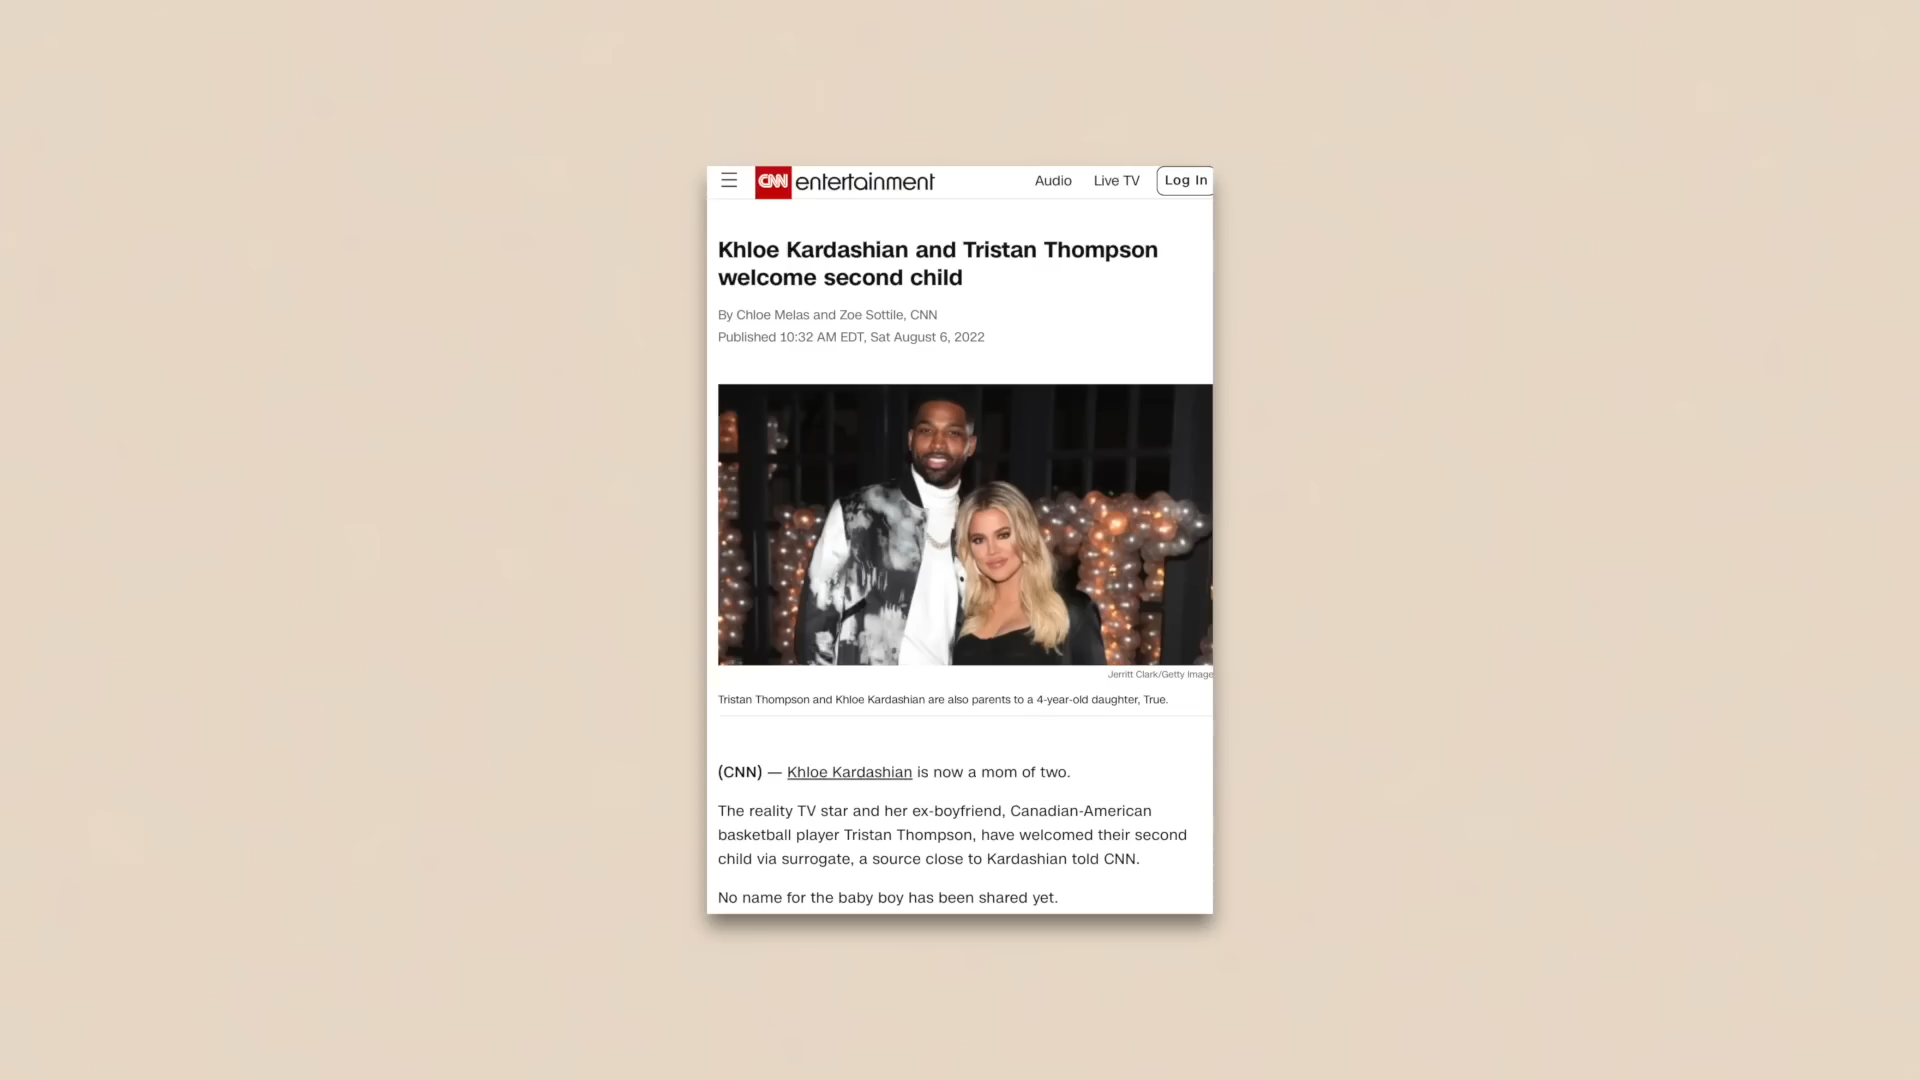 CNN entertainment Audio Live TV Log In
Khloe Kardashian and Tristan Thompson
welcome second child
By Chloe Melas and Zoe Sottile, CNN
Published 10:32 AM EDT, Sat August 6, 2022
Jerritt Clark/Getty Image
Tristan Thompson and Khloe Kardashian are also parents to a 4-year-old daughter, True.
(CNN) — Khloe Kardashian is now a mom of two.
The reality TV star and her ex-boyfriend, Canadian-American
basketball player Tristan Thompson, have welcomed their second
child via surrogate, a source close to Kardashian told CNN.
No name for the baby boy has been shared yet.